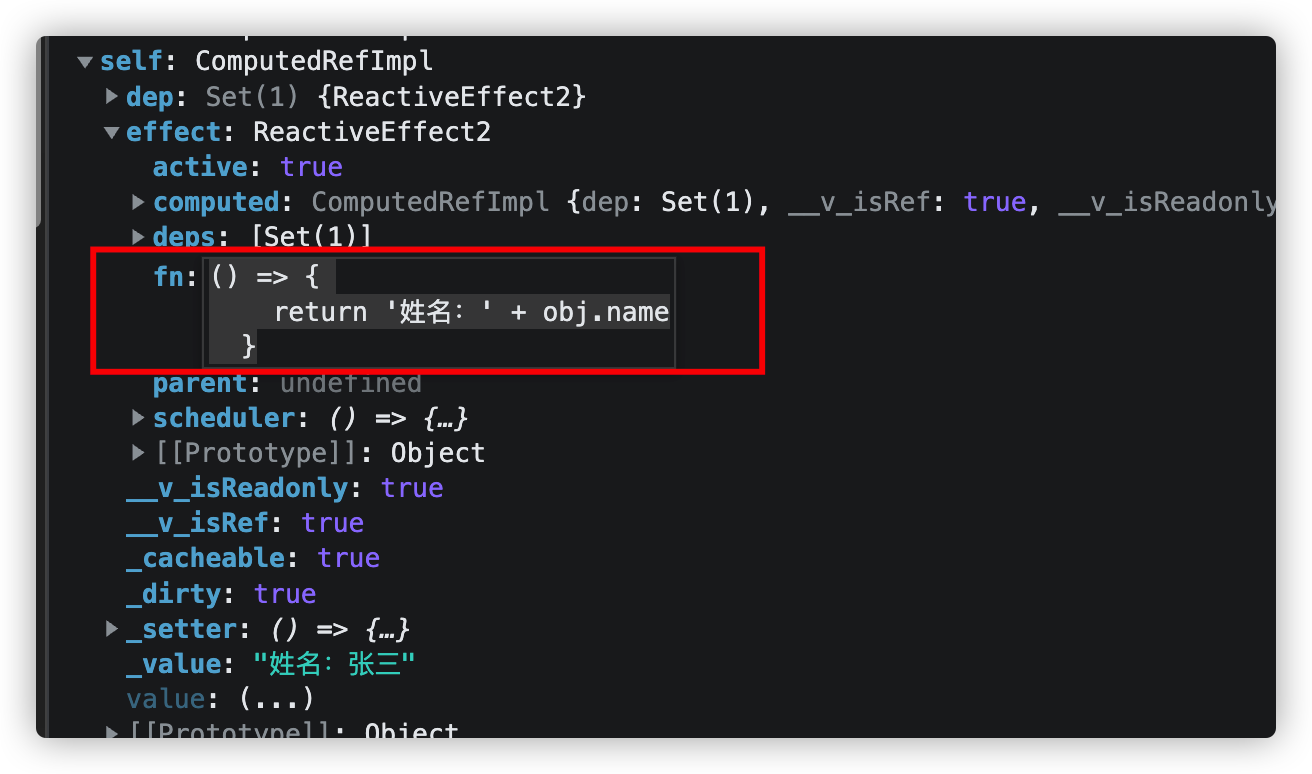 self: ComputedRefImpl
dep: Set(1) {ReactiveEffect2}
effect: ReactiveEffect2
active: true
computed: ComputedRefImpl {dep: Set(1), __v_isRef: true, __v_isReadonly
deps: [Set(1)]
fn: () => {
return '姓名：' + obj.name
}
parent: undefined
scheduler: () => {…}
[[Prototype]]: Object
__v_isReadonly: true
__v_isRef: true
_cacheable: true
_dirty: true
_setter: () => {…}
_value: "姓名：张三"
value: (...)
[[Prototype]]: Object